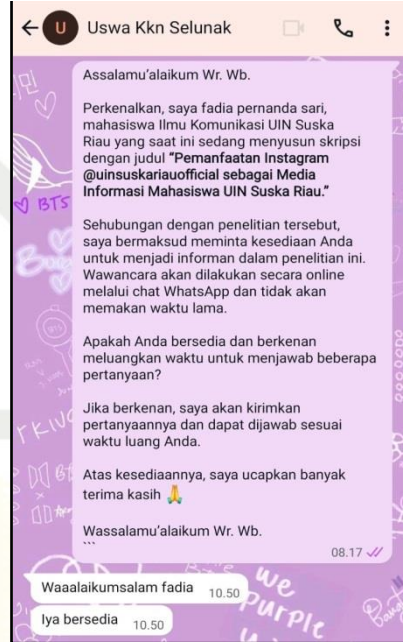 U Uswa Kkn Selunak
Assalamu'alaikum Wr. Wb.
Perkenalkan, saya fadia pernanda sari,
mahasiswa Ilmu Komunikasi UIN Suska
Riau yang saat ini sedang menyusun skripsi
dengan judul "Pemanfaatan Instagram
@uinsuskariauofficial sebagai Media
Informasi Mahasiswa UIN Suska Riau."
Sehubungan dengan penelitian tersebut,
saya bermaksud meminta kesediaan Anda
untuk menjadi informan dalam penelitian ini.
Wawancara akan dilakukan secara online
melalui chat WhatsApp dan tidak akan
memakan waktu lama.
Apakah Anda bersedia dan berkenan
meluangkan waktu untuk menjawab beberapa
pertanyaan?
Jika berkenan, saya akan kirimkan
pertanyaannya dan dapat dijawab sesuai
waktu luang Anda.
Atas kesediaannya, saya ucapkan banyak
terima kasih 🙏
Wassalamu'alaikum Wr. Wb.
```
08.17
Waaalaikumsalam fadia 10.50
Iya bersedia 10.50
BTS
we
purple